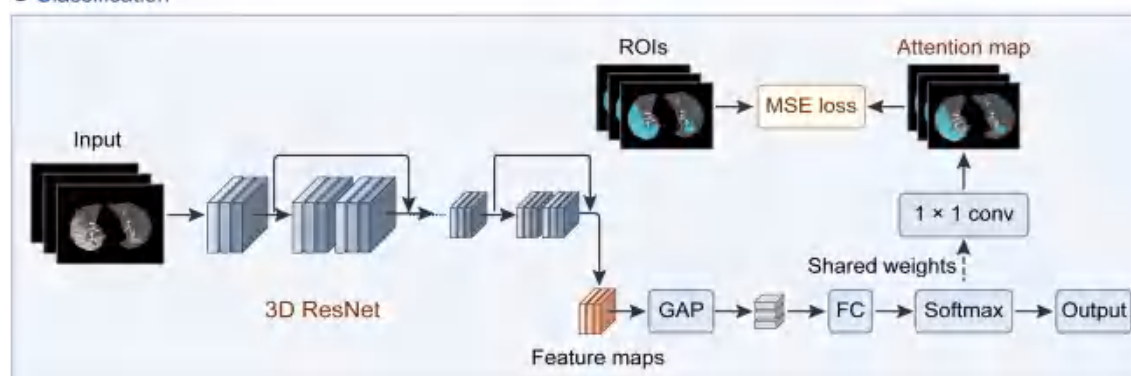 Classification
ROIs
Attention map
MSE loss
Input
1 × 1 conv
Shared weights
3D ResNet
GAP
FC
Softmax
Output
Feature maps